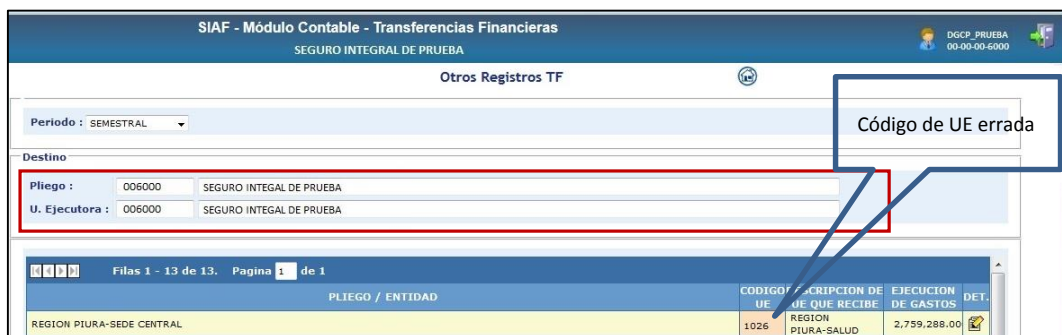 SIAF - Módulo Contable - Transferencias Financieras
SEGURO INTEGRAL DE PRUEBA
DGCP_PRUEBA
00-00-00-6000
Otros Registros TF
Código de UE errada
Periodo : SEMESTRAL
Destino
Pliego : 006000 SEGURO INTEGAL DE PRUEBA
U. Ejecutora : 006000 SEGURO INTEGAL DE PRUEBA
Filas 1 - 13 de 13. Pagina 1 de 1
PLIEGO / ENTIDAD
CODIGO UE
DE
UE QUE RECIBE
EJECUCION DE GASTOS
DET.
REGION PIURA-SEDE CENTRAL
1026
REGION PIURA-SALUD
2,759,288.00